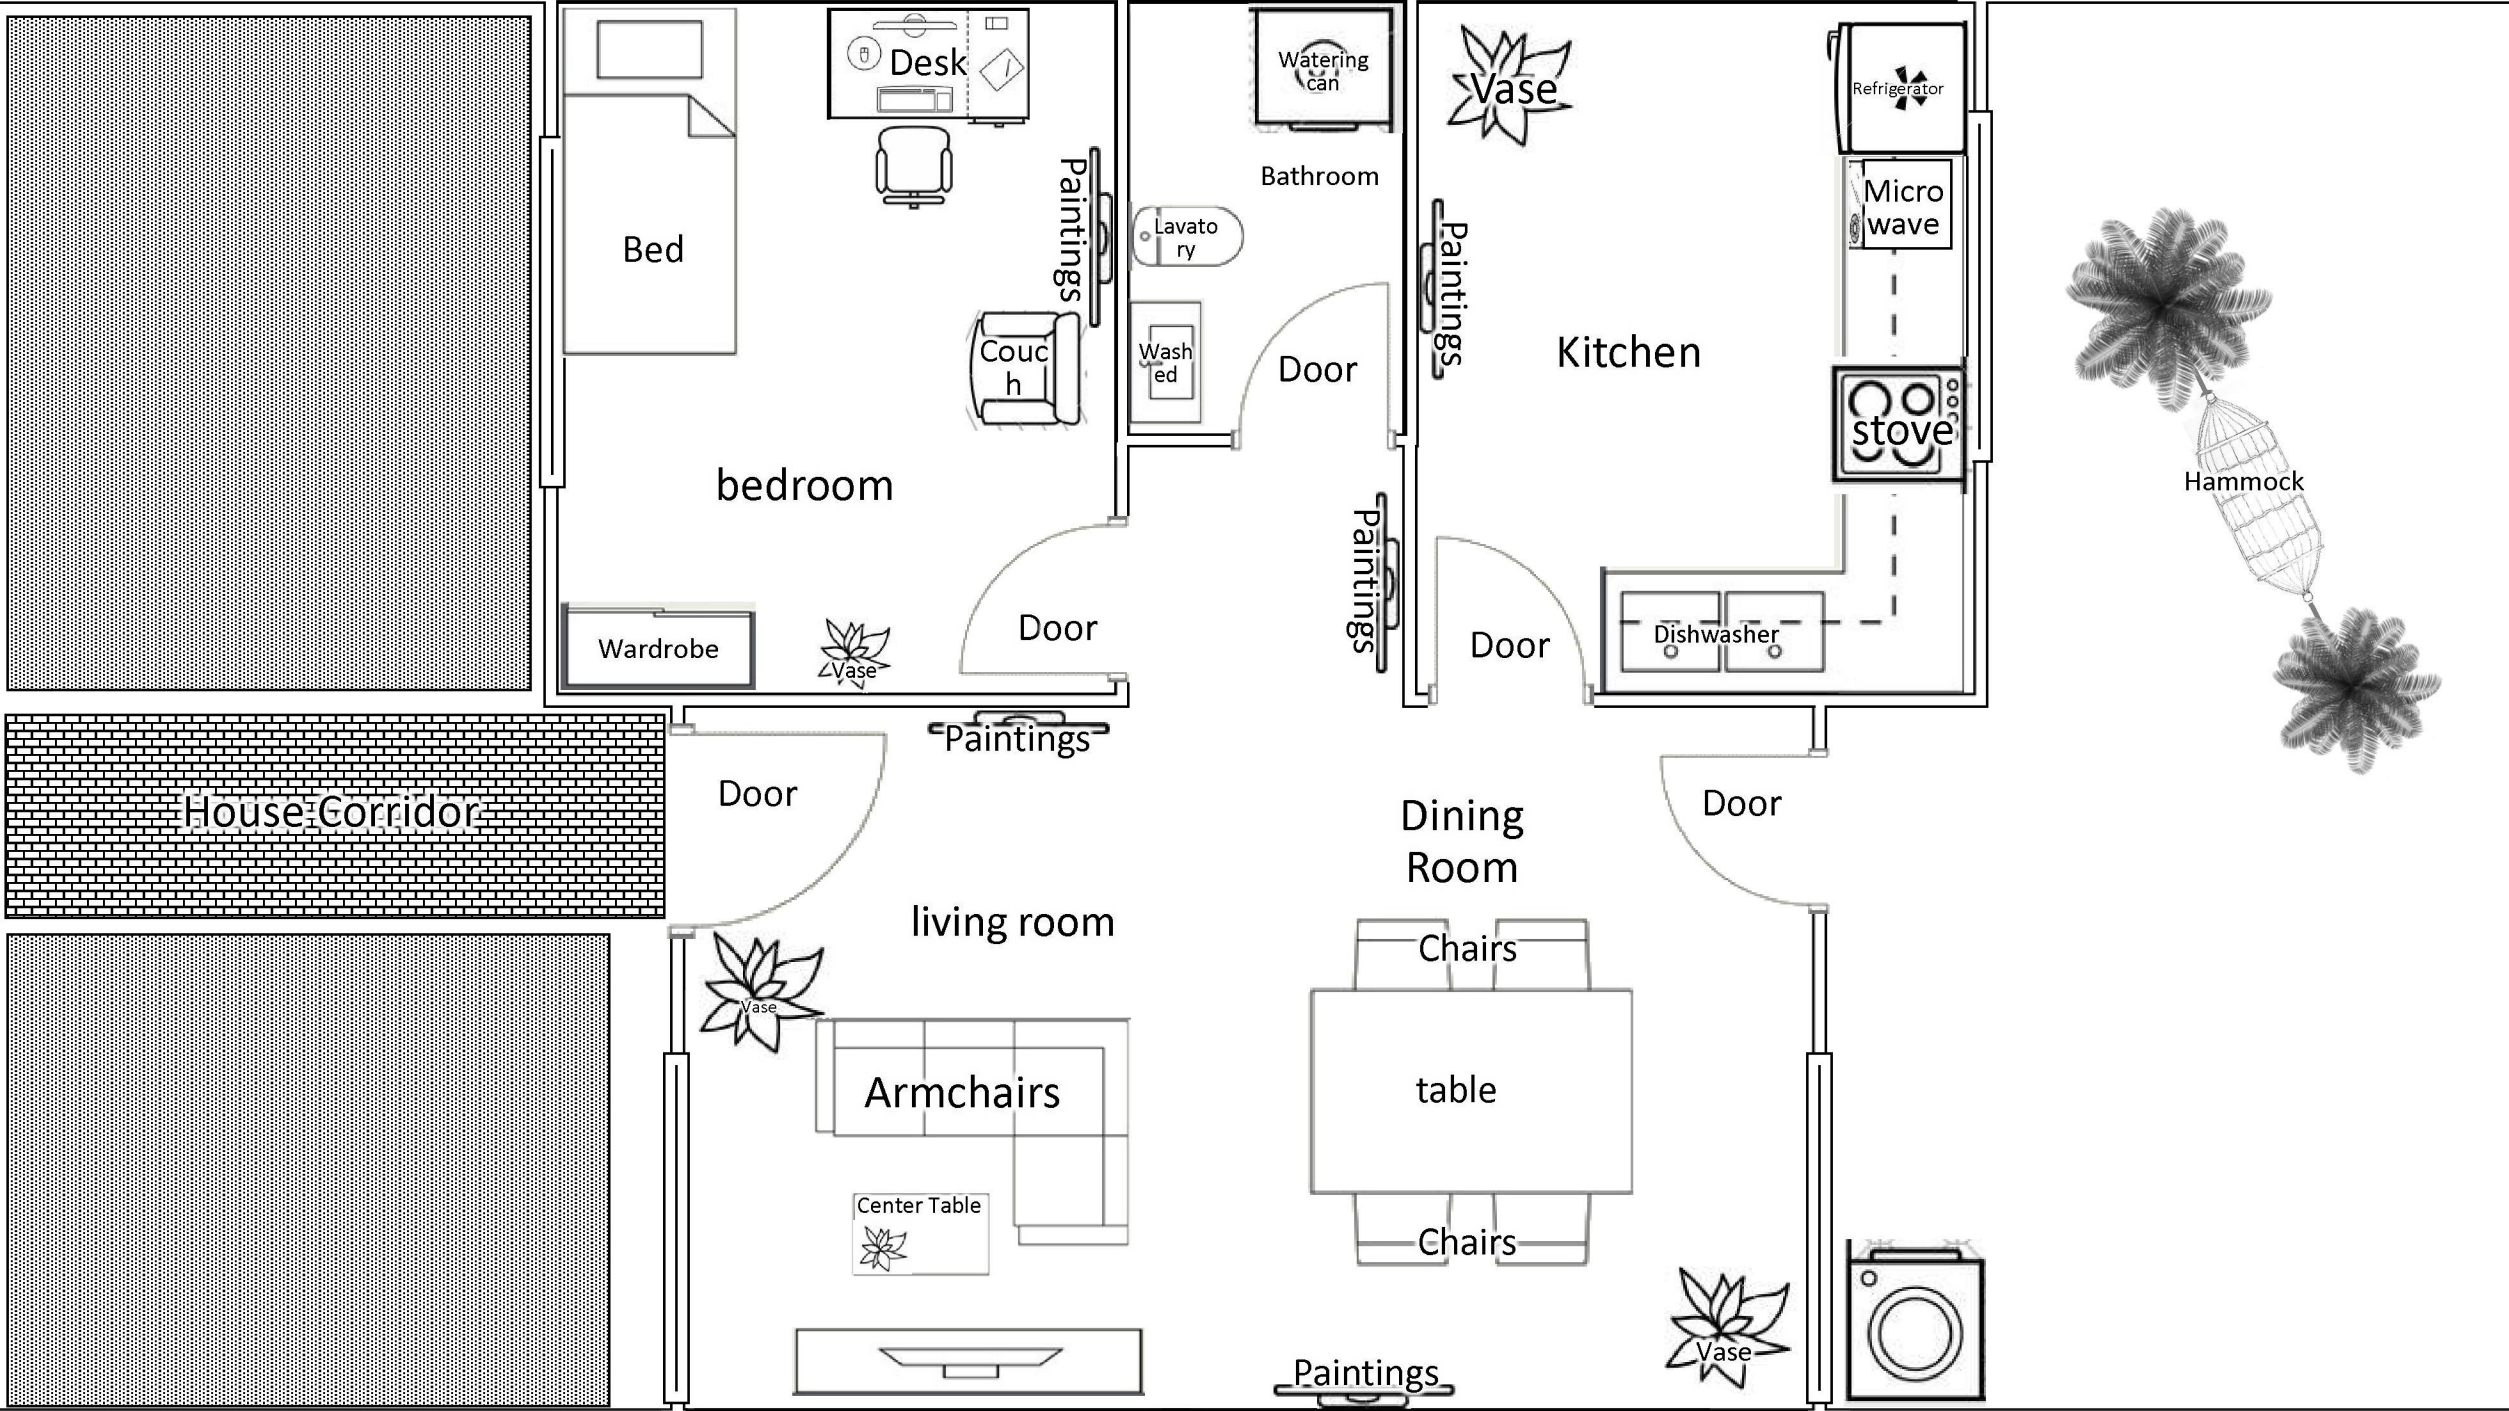 Desk
Watering
can
Vase
Refrigerator
Bathroom
Micro
wave
Paintings
Lavato
ry
Bed
Paintings
Couc
h
Wash
ed
Door
Kitchen
stove
Hammock
bedroom
Paintings
Door
Door
Dishwasher
Wardrobe
Vase
Paintings
House Corridor
Door
Door
Dining
Room
living room
Chairs
Vase
Armchairs
table
Center Table
Chairs
Vase
Paintings